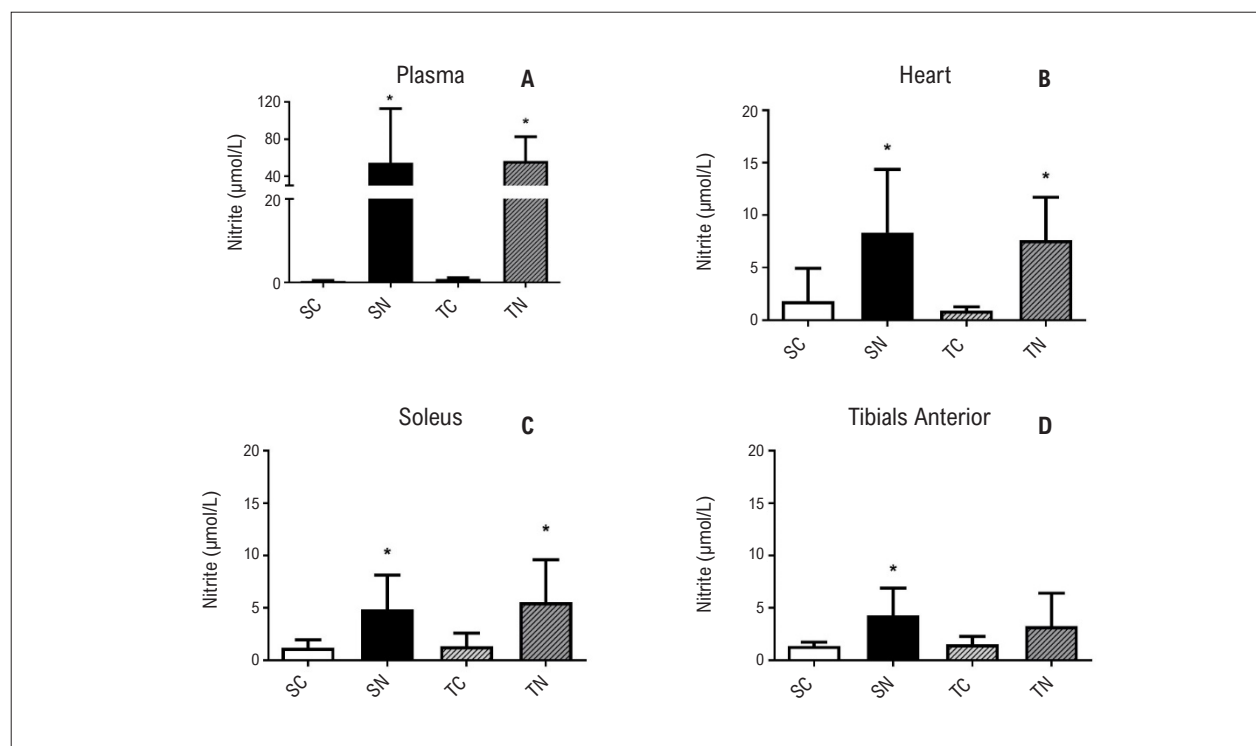 Plasma A
Nitrite (µmol/L)
120
80
40
20
0
* *
SC SN TC TN
Heart B
Nitrite (µmol/L)
20
15
10
5
0
* *
SC SN TC TN
Soleus C
Nitrite (µmol/L)
20
15
10
5
0
* *
SC SN TC TN
Tibials Anterior D
Nitrite (µmol/L)
20
15
10
5
0
*
SC SN TC TN